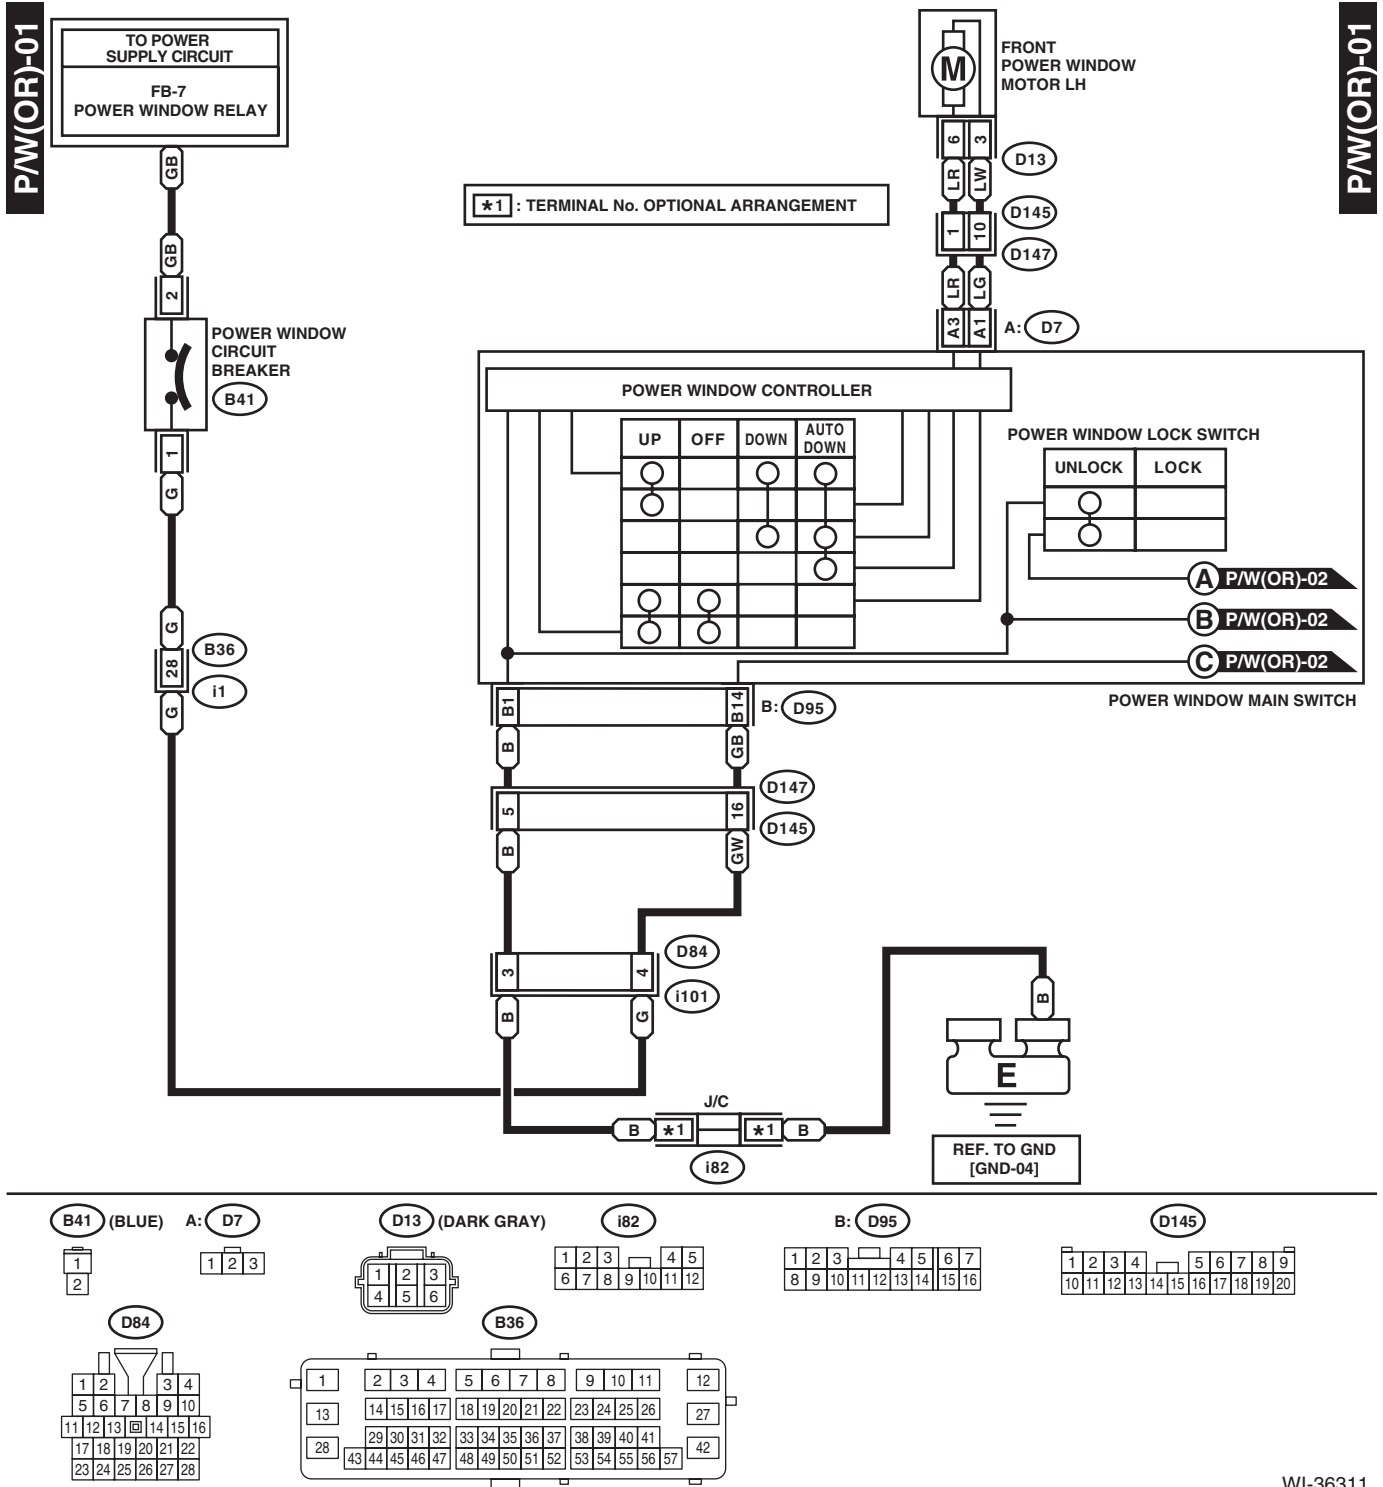 P/W(OR)-01
P/W(OR)-01
TO POWER
SUPPLY CIRCUIT
FB-7
POWER WINDOW RELAY
GB
GB
2
POWER WINDOW
CIRCUIT
BREAKER
B41
1
G
G
B36
28
i1
G
M
FRONT
POWER WINDOW
MOTOR LH
6 3
D13
LR LW
D145
1 10
D147
LR LG
A3 A1
A: D7
*1 : TERMINAL No. OPTIONAL ARRANGEMENT
POWER WINDOW CONTROLLER
UP OFF DOWN AUTO
DOWN
POWER WINDOW LOCK SWITCH
UNLOCK LOCK
A P/W(OR)-02
B P/W(OR)-02
C P/W(OR)-02
POWER WINDOW MAIN SWITCH
B1 B14
B: D95
B GB
D147
5 16
D145
B GW
D84
3 4
i101
B G
J/C
B *1 *1 B
i82
B
E
REF. TO GND
[GND-04]
B41 (BLUE)
1
2
A: D7
1 2 3
D13 (DARK GRAY)
1 2 3
4 5 6
i82
1 2 3 4 5
6 7 8 9 10 11 12
B: D95
1 2 3 4 5 6 7
8 9 10 11 12 13 14 15 16
D145
1 2 3 4 5 6 7 8 9
10 11 12 13 14 15 16 17 18 19 20
D84
1 2 3 4
5 6 7 8 9 10
11 12 13 14 15 16
17 18 19 20 21 22
23 24 25 26 27 28
B36
1 2 3 4 5 6 7 8 9 10 11 12
13 14 15 16 17 18 19 20 21 22 23 24 25 26 27
28 29 30 31 32 33 34 35 36 37 38 39 40 41 42
43 44 45 46 47 48 49 50 51 52 53 54 55 56 57
WI-36311